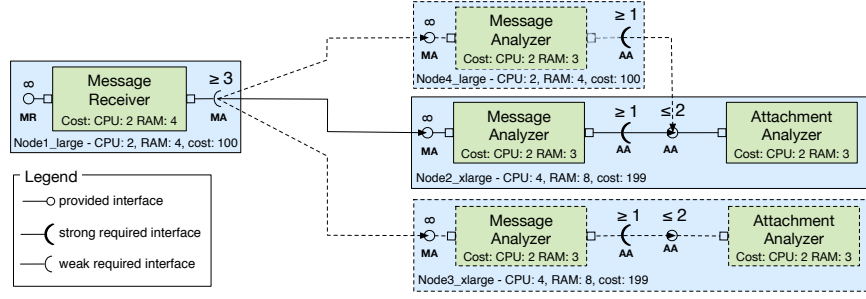 ∞
Message
Analyzer
Cost: CPU: 2 RAM: 3
≥ 1
MA
AA
Node4_large - CPU: 2, RAM: 4, cost: 100
∞
Message
Receiver
Cost: CPU: 2 RAM: 4
≥ 3
MR
MA
Node1_large - CPU: 2, RAM: 4, cost: 100
∞
Message
Analyzer
Cost: CPU: 2 RAM: 3
≥ 1
≤ 2
Attachment
Analyzer
Cost: CPU: 2 RAM: 3
MA
AA
AA
Node2_xlarge - CPU: 4, RAM: 8, cost: 199
Legend
provided interface
strong required interface
weak required interface
∞
Message
Analyzer
Cost: CPU: 2 RAM: 3
≥ 1
≤ 2
Attachment
Analyzer
Cost: CPU: 2 RAM: 3
MA
AA
AA
Node3_xlarge - CPU: 4, RAM: 8, cost: 199